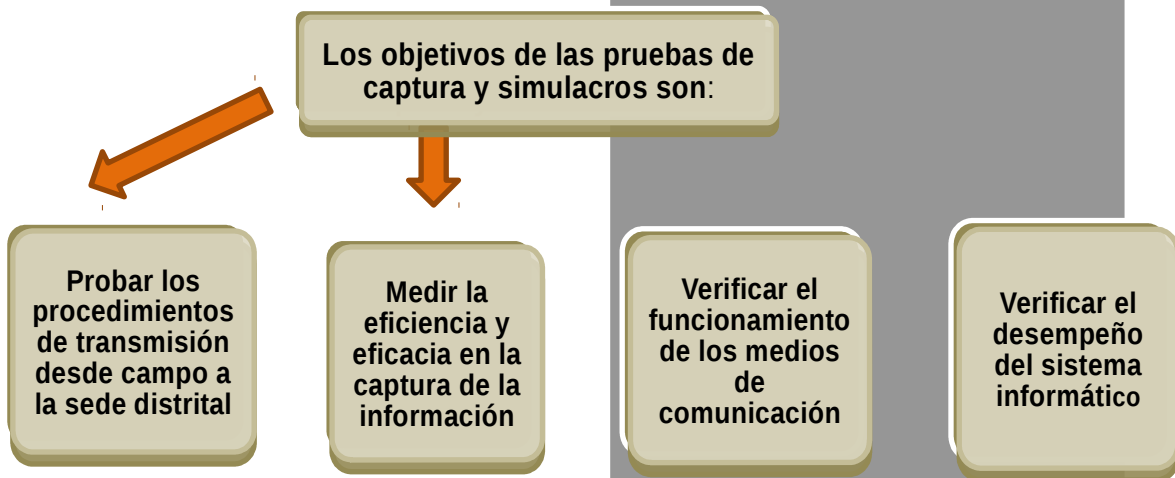 Los objetivos de las pruebas de
captura y simulacros son:
Probar los
procedimientos
de transmisión
desde campo a
la sede distrital
Medir la
eficiencia y
eficacia en la
captura de la
información
Verificar el
funcionamiento
de los medios
de
comunicación
Verificar el
desempeño
del sistema
informático